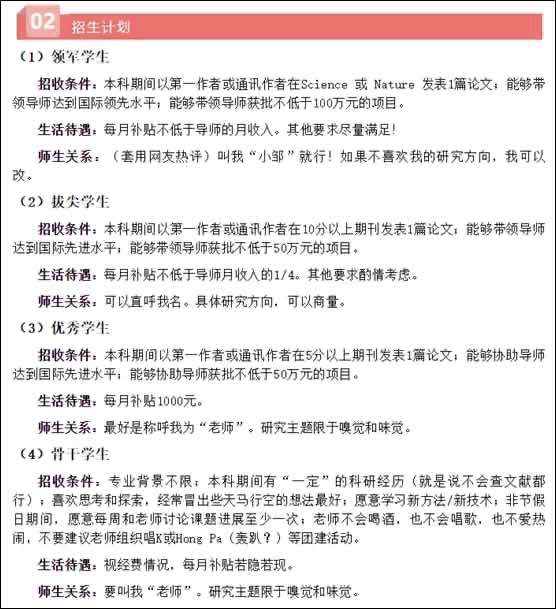 02 招生计划
（1）领军学生
招收条件：本科期间以第一作者或通讯作者在Science 或 Nature 发表1篇论文；能够带
领导师达到国际领先水平；能够带领导师获批不低于100万元的项目。
生活待遇：每月补贴不低于导师的月收入。其他要求尽量满足！
师生关系：（套用网友热评）叫我“小邹”就行！如果不喜欢我的研究方向，我可以
改。
（2）拔尖学生
招收条件：本科期间以第一作者或通讯作者在10分以上期刊发表1篇论文；能够带领导师
达到国际先进水平；能够带领导师获批不低于50万元的项目。
生活待遇：每月补贴不低于导师月收入的1/4。其他要求酌情考虑。
师生关系：可以直呼我名。具体研究方向，可以商量。
（3）优秀学生
招收条件：本科期间以第一作者或通讯作者在5分以上期刊发表1篇论文；能够协助导师
达到国际先进水平；能够协助导师获批不低于50万元的项目。
生活待遇：每月补贴1000元。
师生关系：最好是称呼我为“老师”。研究主题限于嗅觉和味觉。
（4）骨干学生
招收条件：专业背景不限；本科期间有“一定”的科研经历（就是说不会查文献都
行）；喜欢思考和探索，经常冒出些天马行空的想法最好；愿意学习新方法/新技术；非节假
日期间，愿意每周和老师讨论课题进展至少一次；老师不会喝酒，也不会唱歌，也不爱热
闹，不要建议老师组织唱K或Hong Pa（轰趴？）等团建活动。
生活待遇：视经费情况，每月补贴若隐若现。
师生关系：要叫我“老师”。研究主题限于嗅觉和味觉。